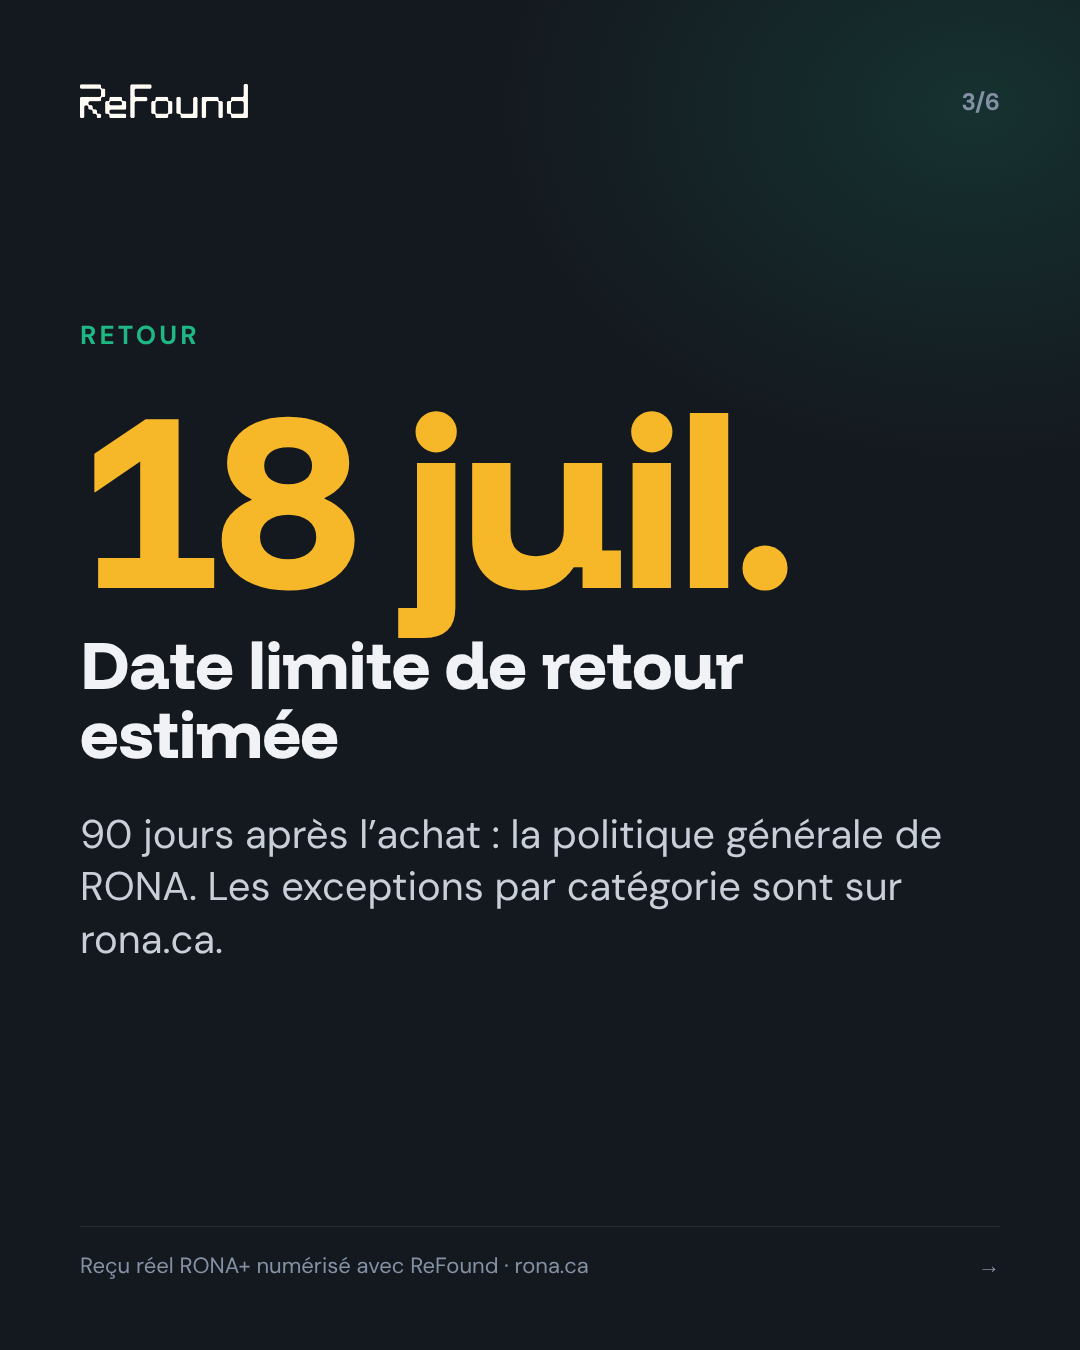 ReFound
3/6
RETOUR
18 juil.
Date limite de retour
estimée
90 jours après l’achat : la politique générale de
RONA. Les exceptions par catégorie sont sur
rona.ca.
Reçu réel RONA+ numérisé avec ReFound · rona.ca
→